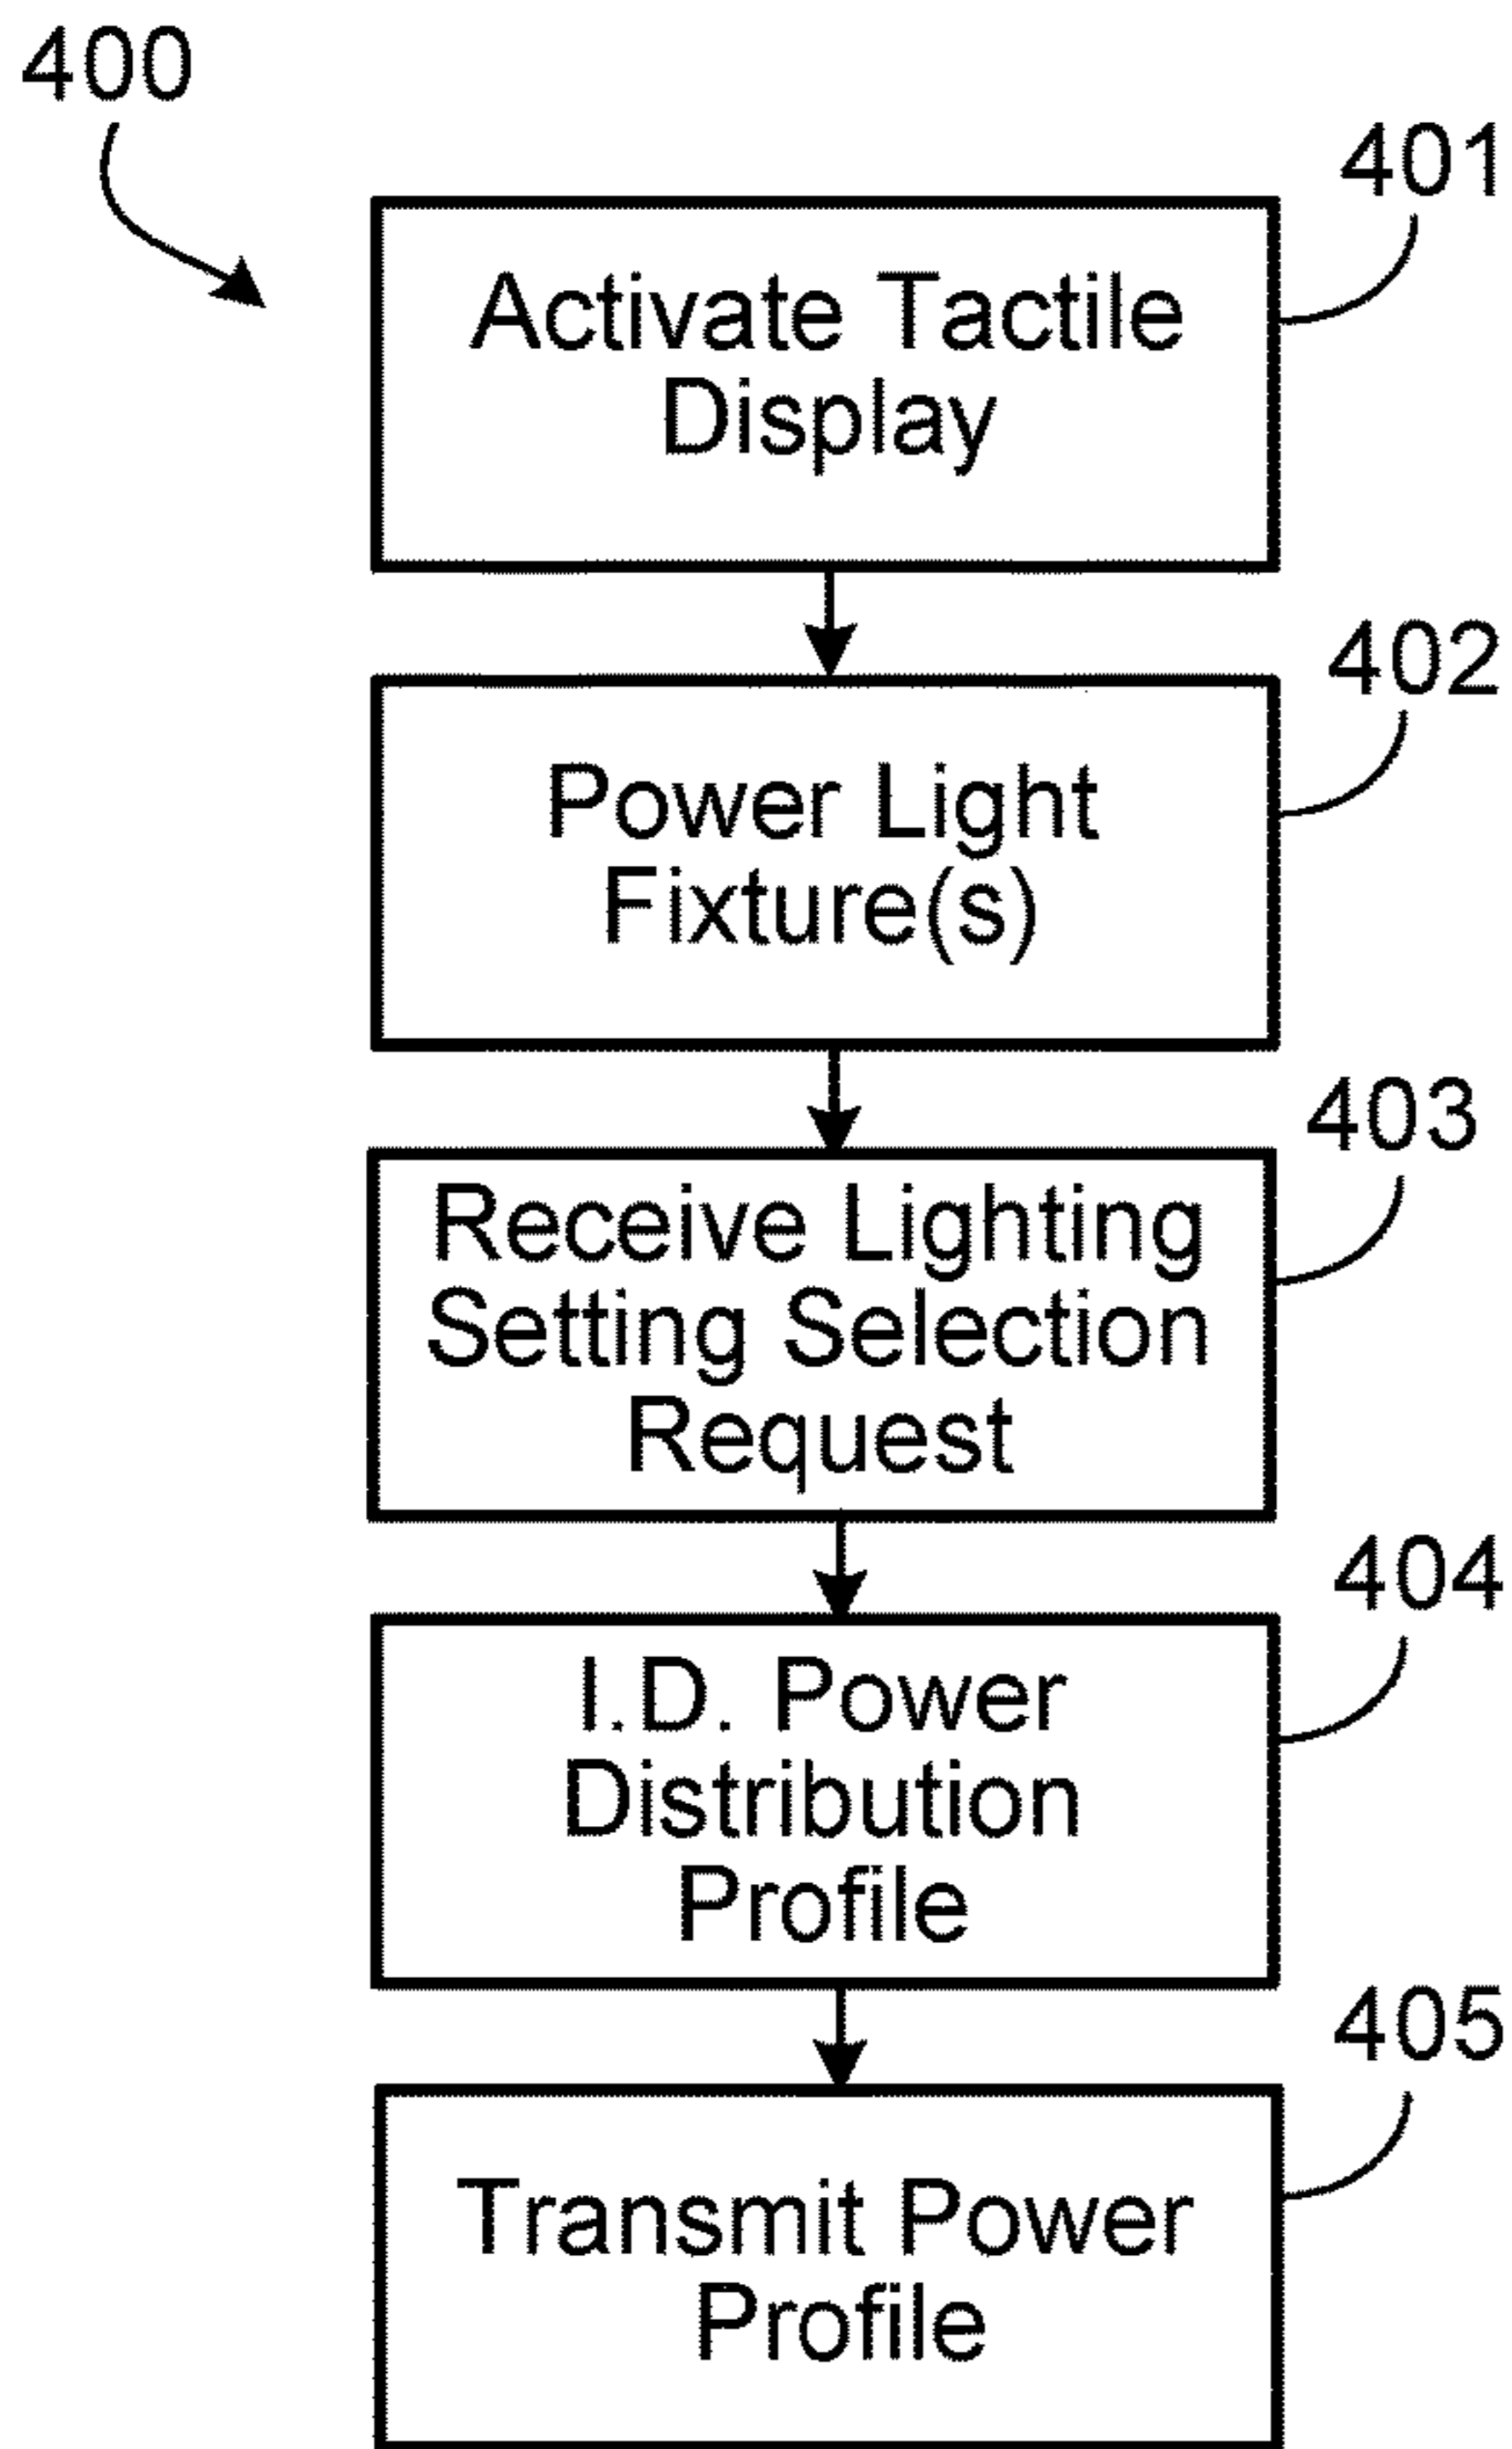 400
401
Activate Tactile
Display
402
Power Light
Fixture(s)
403
Receive Lighting
Setting Selection
Request
404
I.D. Power
Distribution
Profile
405
Transmit Power
Profile